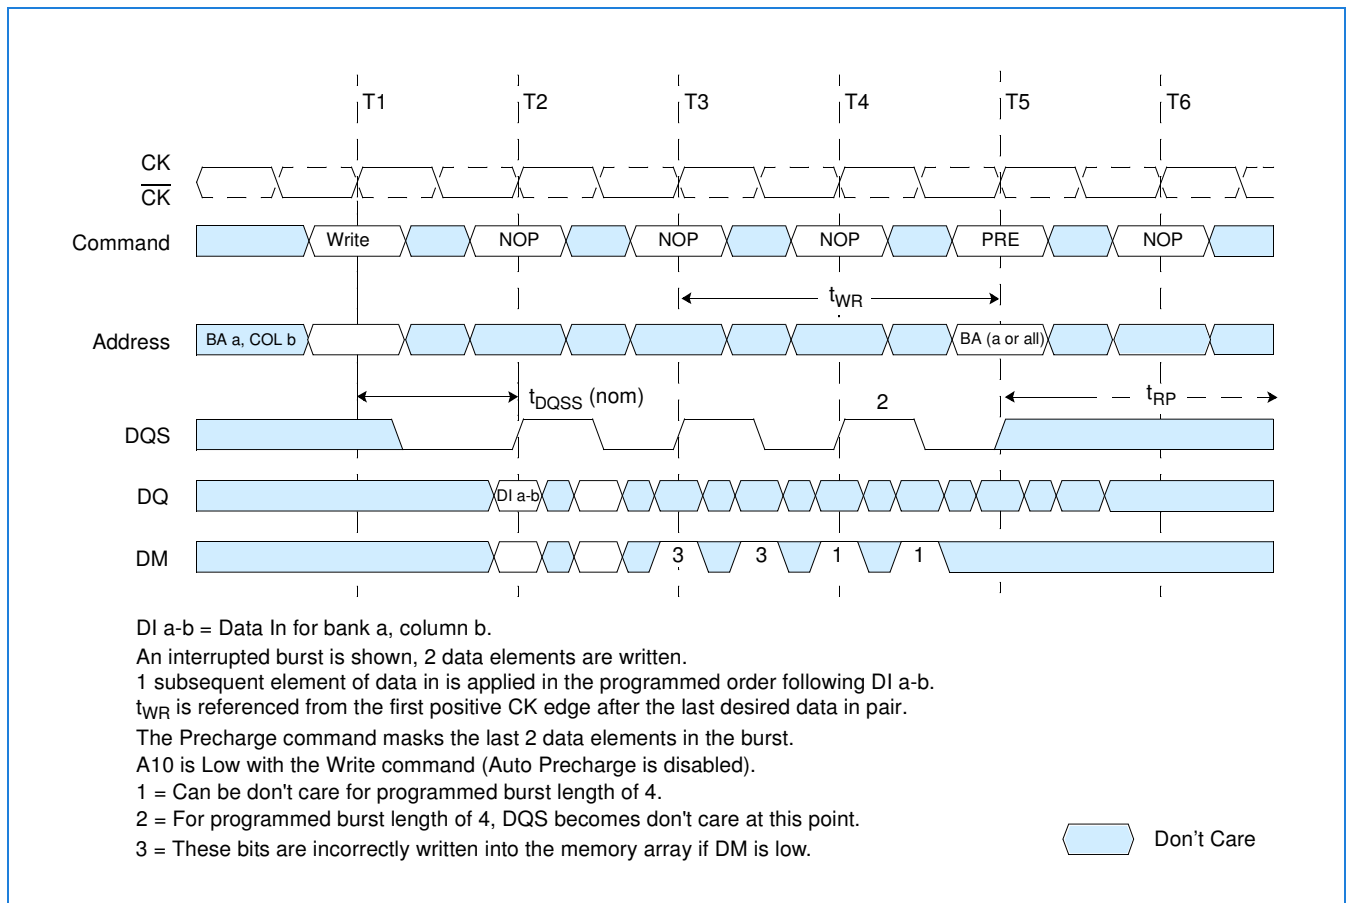 T1 T2 T3 T4 T5 T6
CK
CK
Command Write NOP NOP NOP PRE NOP
tWR
Address BA a, COL b BA (a or all)
tDQSS (nom) 2 tRP
DQS
DQ DI a-b
DM 3 3 1 1
DI a-b = Data In for bank a, column b.
An interrupted burst is shown, 2 data elements are written.
1 subsequent element of data in is applied in the programmed order following DI a-b.
tWR is referenced from the first positive CK edge after the last desired data in pair.
The Precharge command masks the last 2 data elements in the burst.
A10 is Low with the Write command (Auto Precharge is disabled).
1 = Can be don't care for programmed burst length of 4.
2 = For programmed burst length of 4, DQS becomes don't care at this point.
3 = These bits are incorrectly written into the memory array if DM is low.
Don't Care